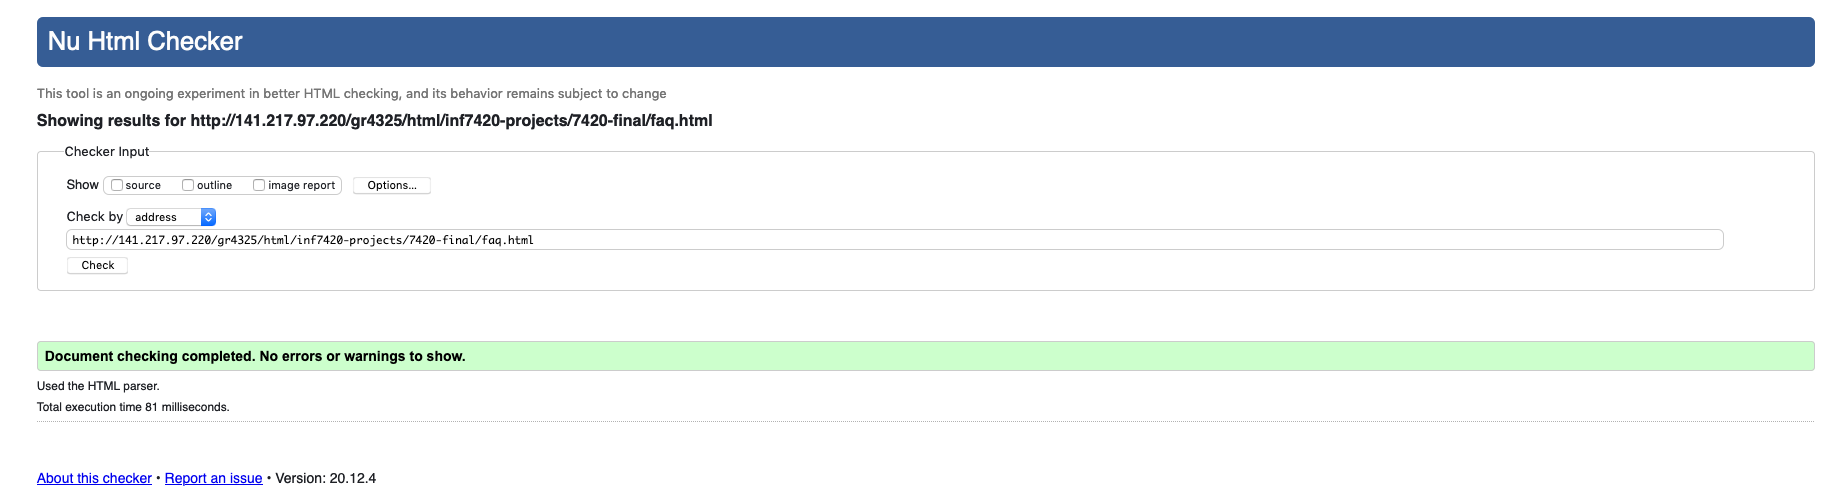 Nu Html Checker
This tool is an ongoing experiment in better HTML checking, and its behavior remains subject to change
Showing results for http://141.217.97.220/gr4325/html/inf7420-projects/7420-final/faq.html
Checker Input
Show source outline image report Options...
Check by address
http://141.217.97.220/gr4325/html/inf7420-projects/7420-final/faq.html
Check
Document checking completed. No errors or warnings to show.
Used the HTML parser.
Total execution time 81 milliseconds.
About this checker • Report an issue • Version: 20.12.4